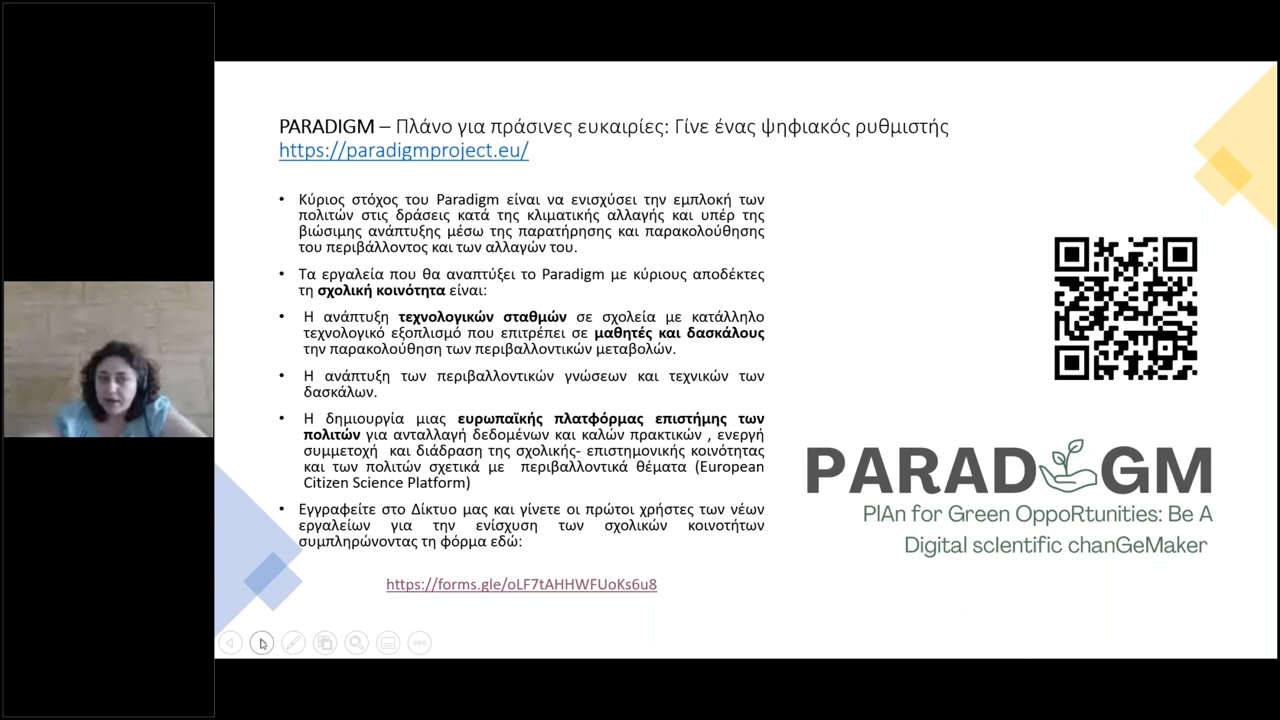 PARADIGM – Πλάνο για πράσινες ευκαιρίες: Γίνε ένας ψηφιακός ρυθμιστής
https://paradigmproject.eu/
• Κύριος στόχος του Paradigm είναι να ενισχύσει την εμπλοκή των
πολιτών στις δράσεις κατά της κλιματικής αλλαγής και υπέρ της
βιώσιμης ανάπτυξης μέσω της παρατήρησης και παρακολούθησης
του περιβάλλοντος και των αλλαγών του.
• Τα εργαλεία που θα αναπτύξει το Paradigm με κύριους αποδέκτες
τη σχολική κοινότητα είναι:
• Η ανάπτυξη τεχνολογικών σταθμών σε σχολεία με κατάλληλο
τεχνολογικό εξοπλισμό που επιτρέπει σε μαθητές και δασκάλους
την παρακολούθηση των περιβαλλοντικών μεταβολών.
• Η ανάπτυξη των περιβαλλοντικών γνώσεων και τεχνικών των
δασκάλων.
• Η δημιουργία μιας ευρωπαϊκής πλατφόρμας επιστήμης των
πολιτών για ανταλλαγή δεδομένων και καλών πρακτικών , ενεργή
συμμετοχή και διάδραση της σχολικής- επιστημονικής κοινότητας
και των πολιτών σχετικά με περιβαλλοντικά θέματα (European
Citizen Science Platform)
• Εγγραφείτε στο Δίκτυο μας και γίνετε οι πρώτοι χρήστες των νέων
εργαλείων για την ενίσχυση των σχολικών κοινοτήτων
συμπληρώνοντας τη φόρμα εδώ:
https://forms.gle/oLF7tAHHWFUoKs6u8
PARADIGM
PlAn for Green OppoRtunities: Be A
Digital scIentific chanGeMaker